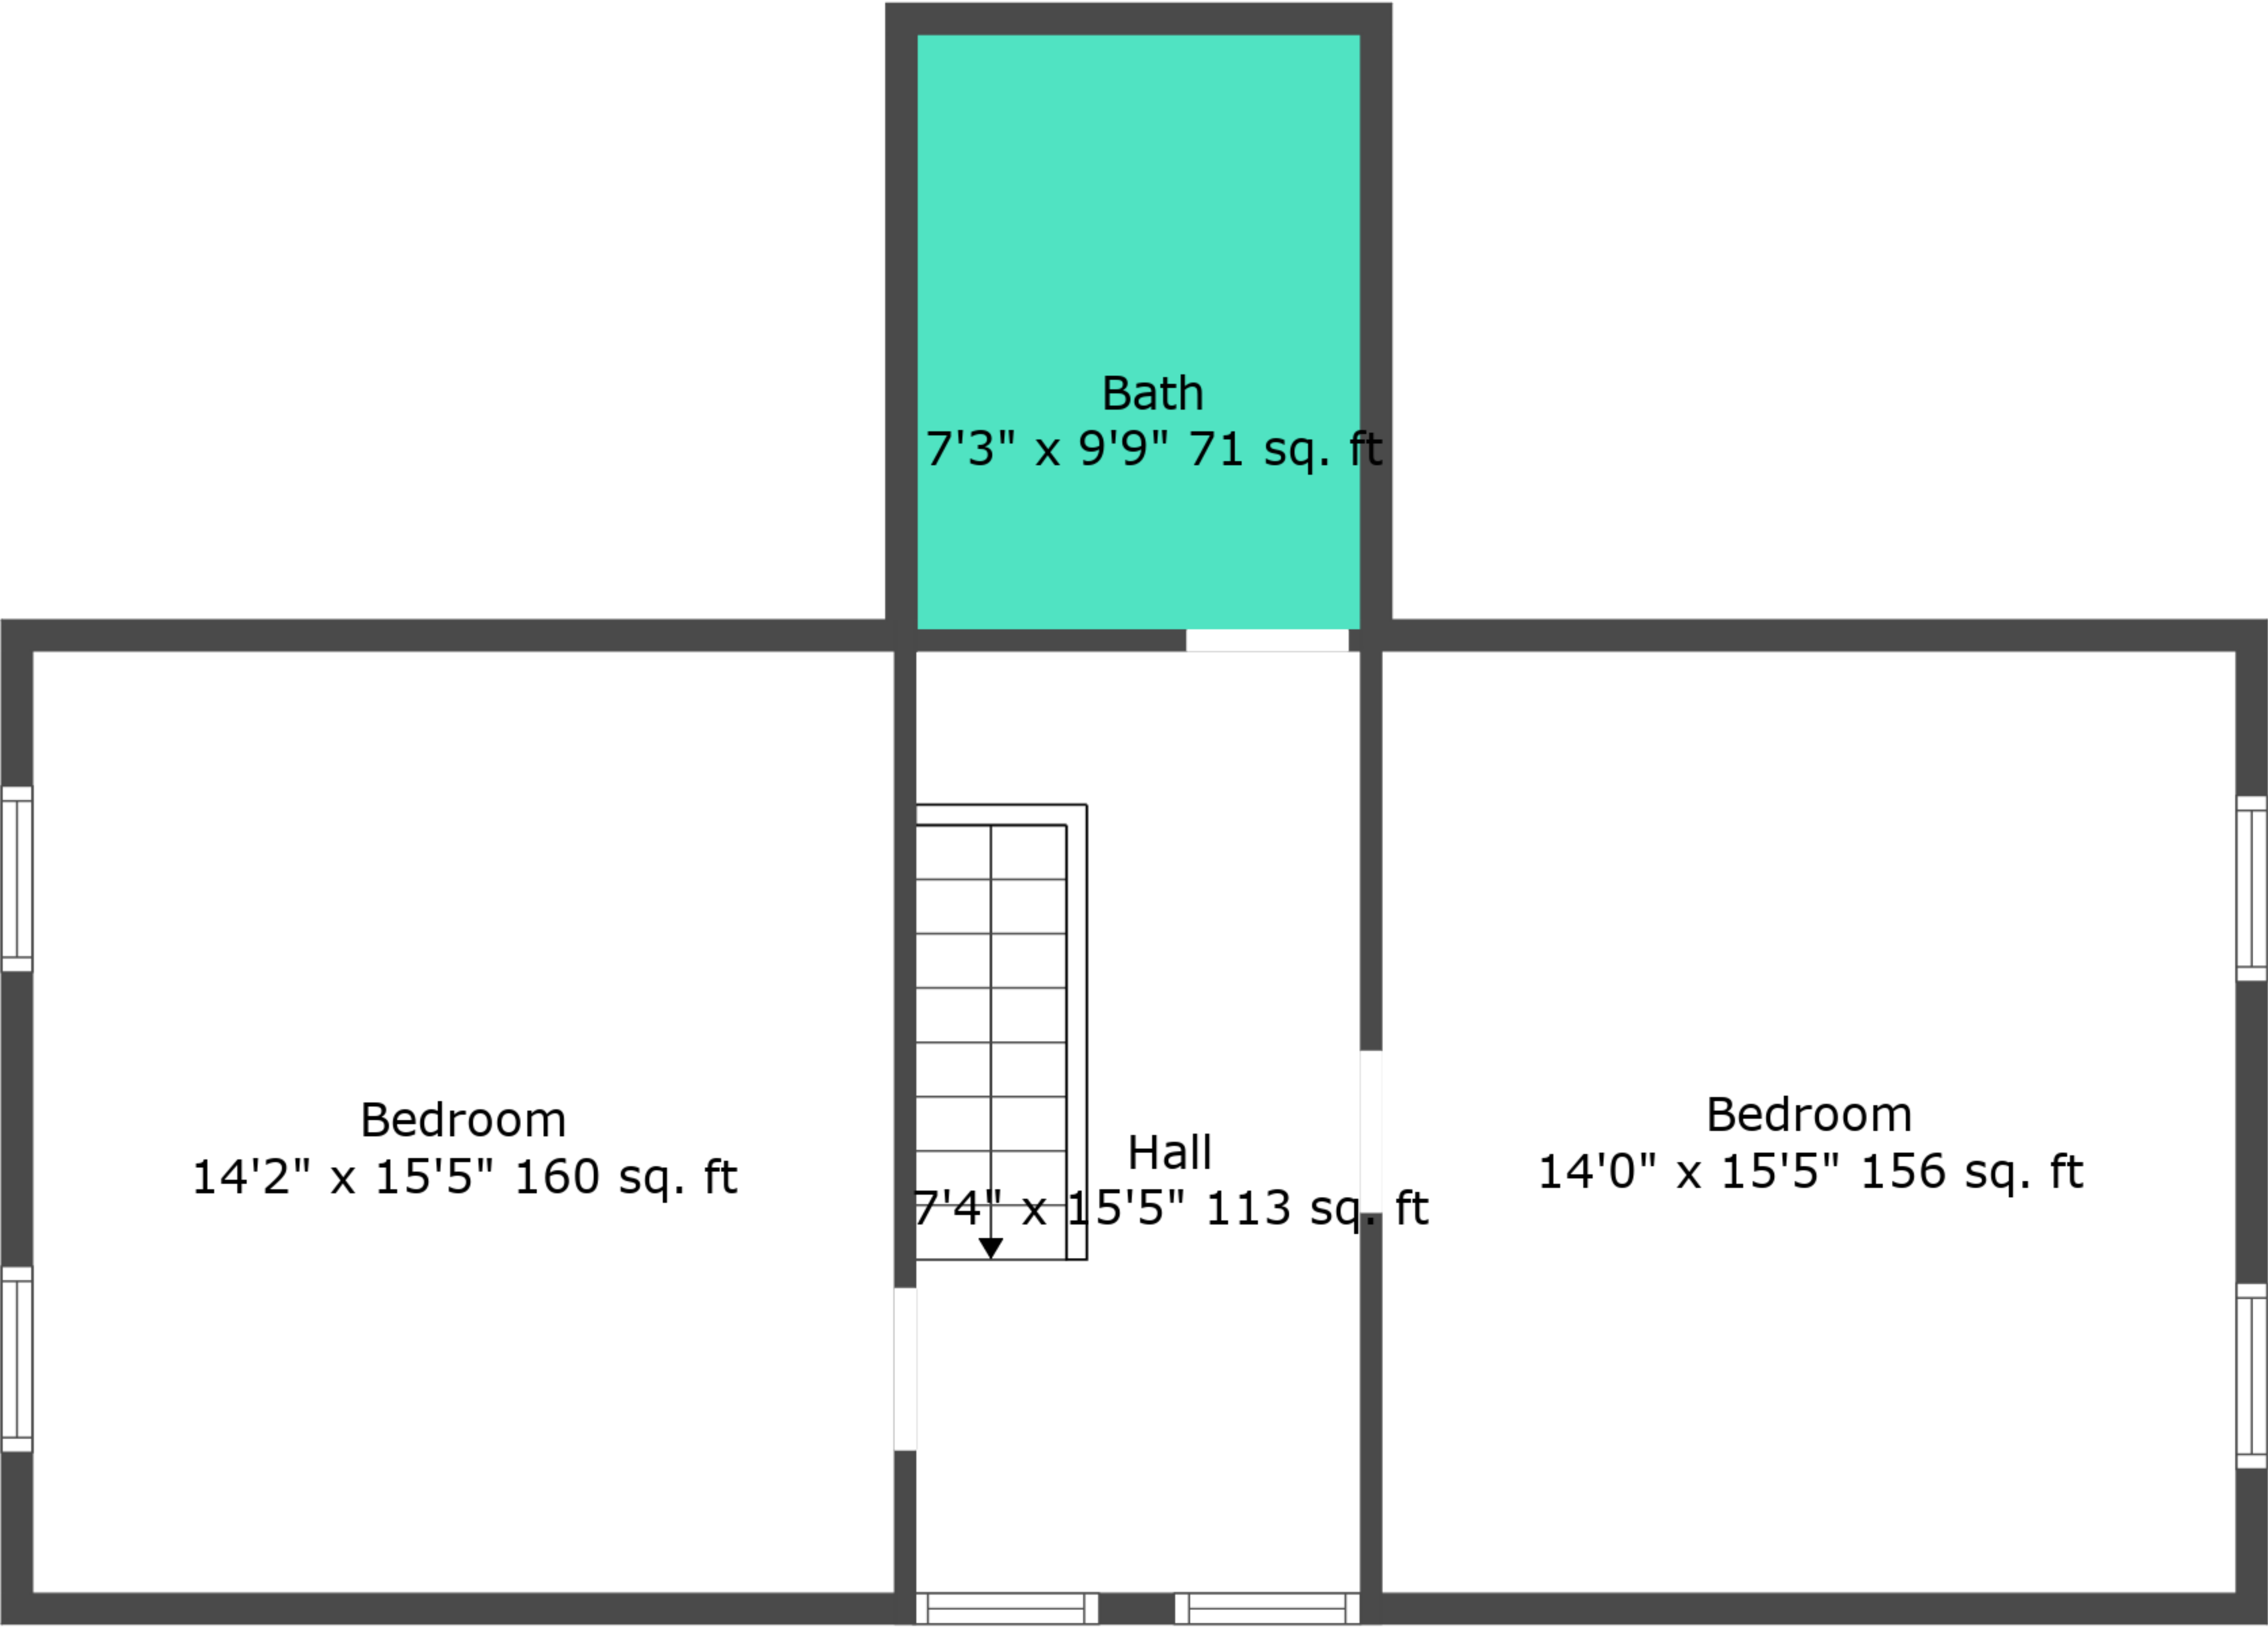 Bath
7'3" x 9'9" 71 sq. ft
Bedroom
14'2" x 15'5" 160 sq. ft
Hall
7'4" x 15'5" 113 sq. ft
Bedroom
14'0" x 15'5" 156 sq. ft